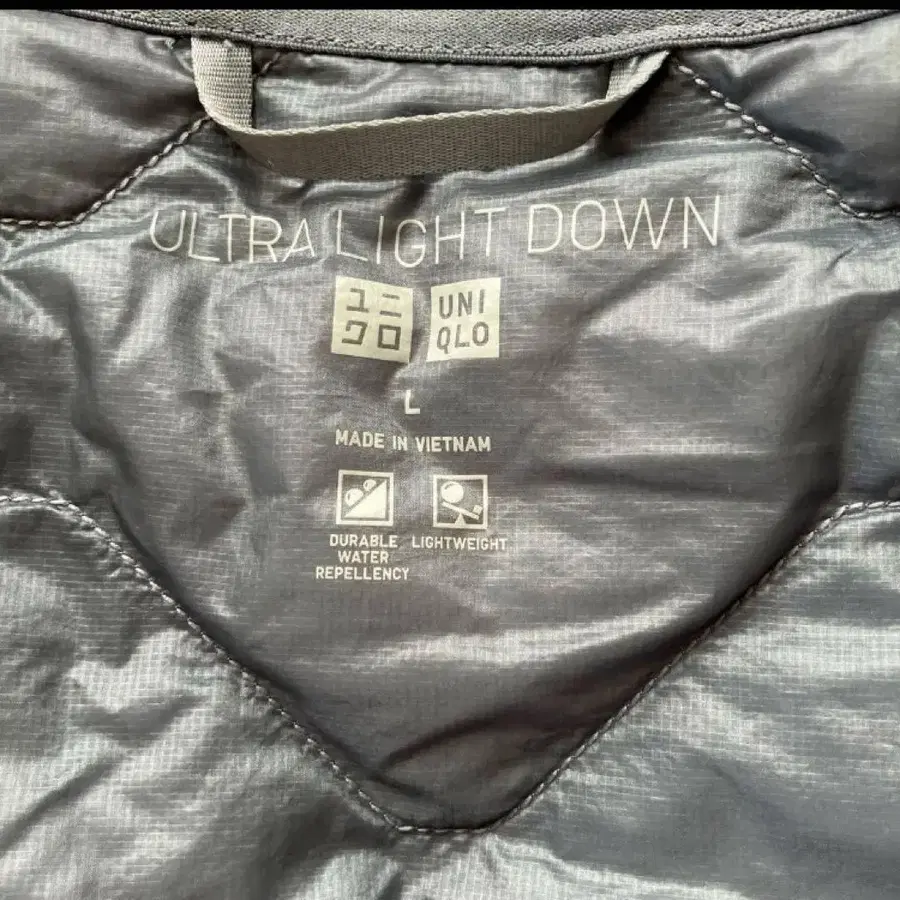 ULTRA LIGHT DOWN
ユニ UNI
クロ QLO
L
MADE IN VIETNAM
DURABLE LIGHTWEIGHT
WATER
REPELLENCY